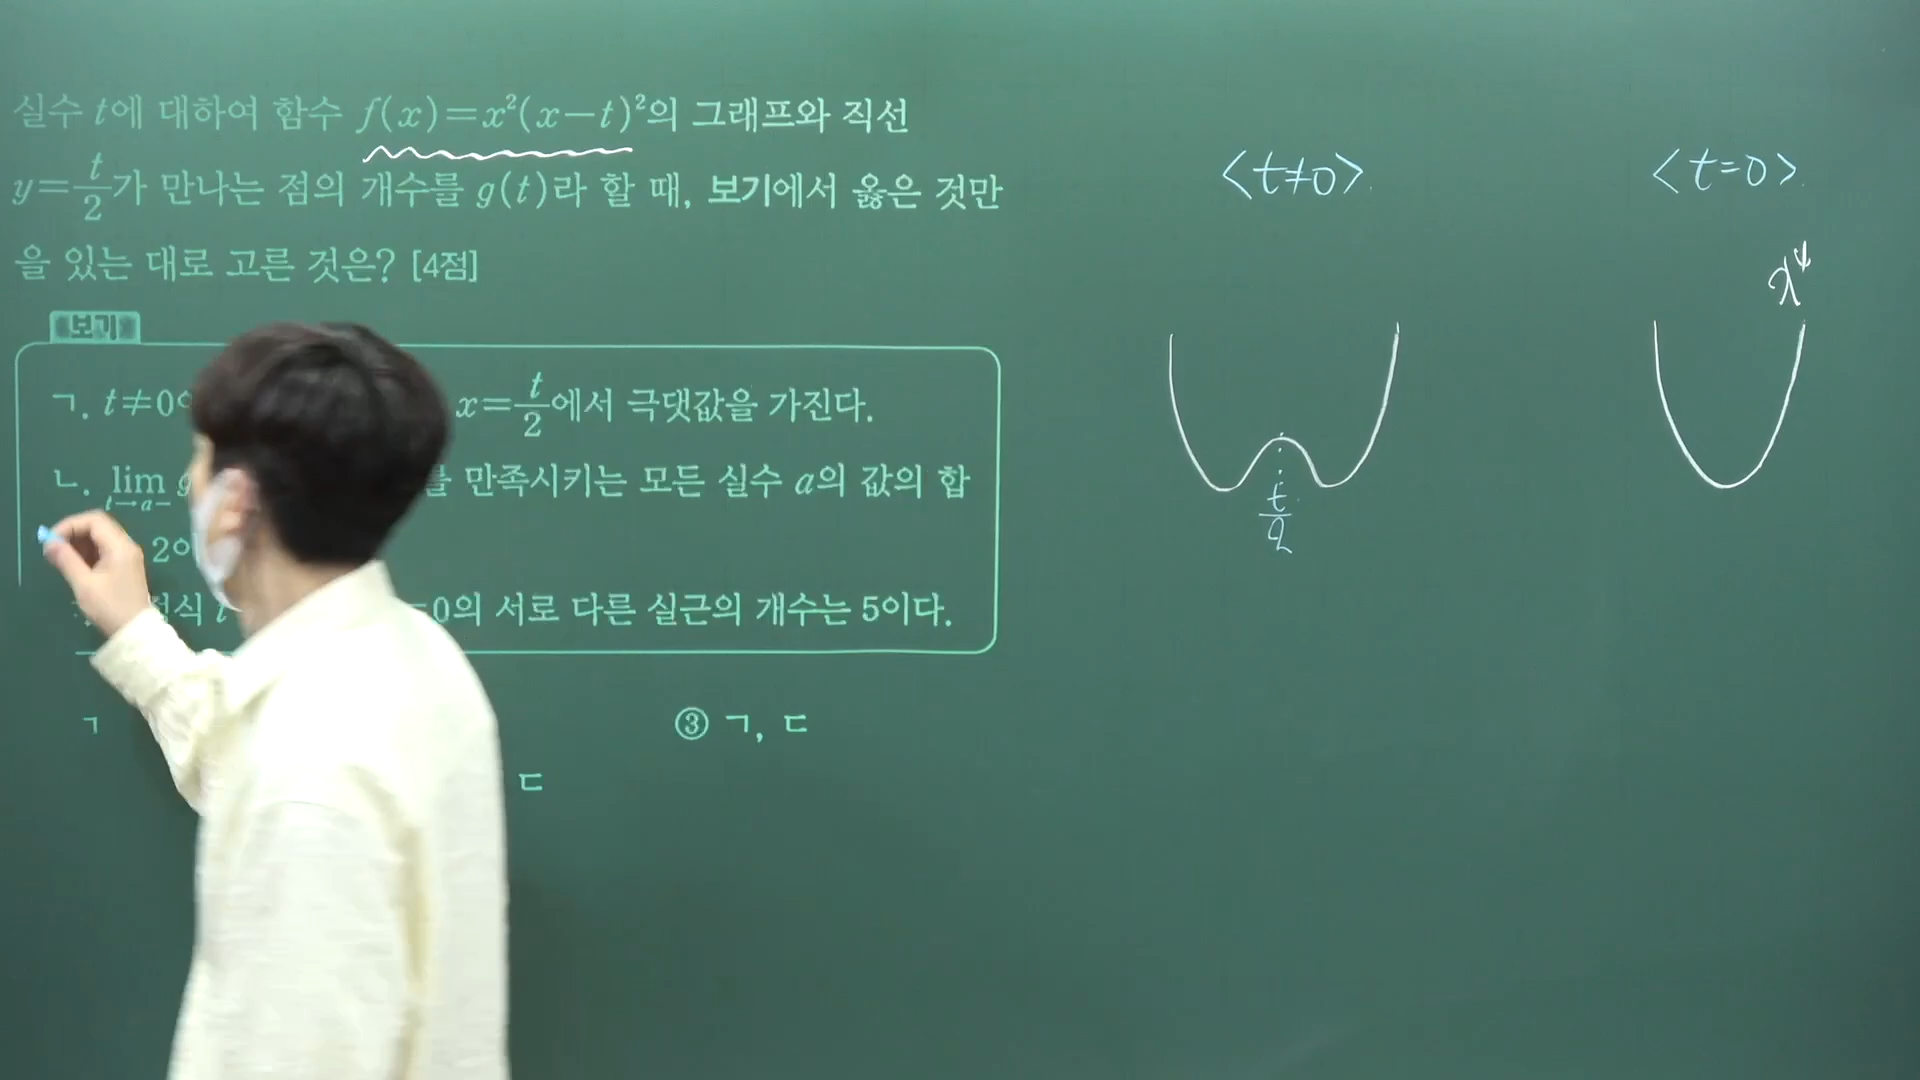 실수 t에 대하여 함수 f(x)=x²(x-t)²의 그래프와 직선
y=t/2가 만나는 점의 개수를 g(t)라 할 때, 보기에서 옳은 것만
을 있는 대로 고른 것은? [4점]
보기
ㄱ. t≠0 x=t/2에서 극댓값을 가진다.
ㄴ. lim t→a- 를 만족시키는 모든 실수 a의 값의 합
2
t =0의 서로 다른 실근의 개수는 5이다.
ㄱ ③ ㄱ, ㄷ
ㄷ
<t≠0>
t/2
<t=0>
x⁴